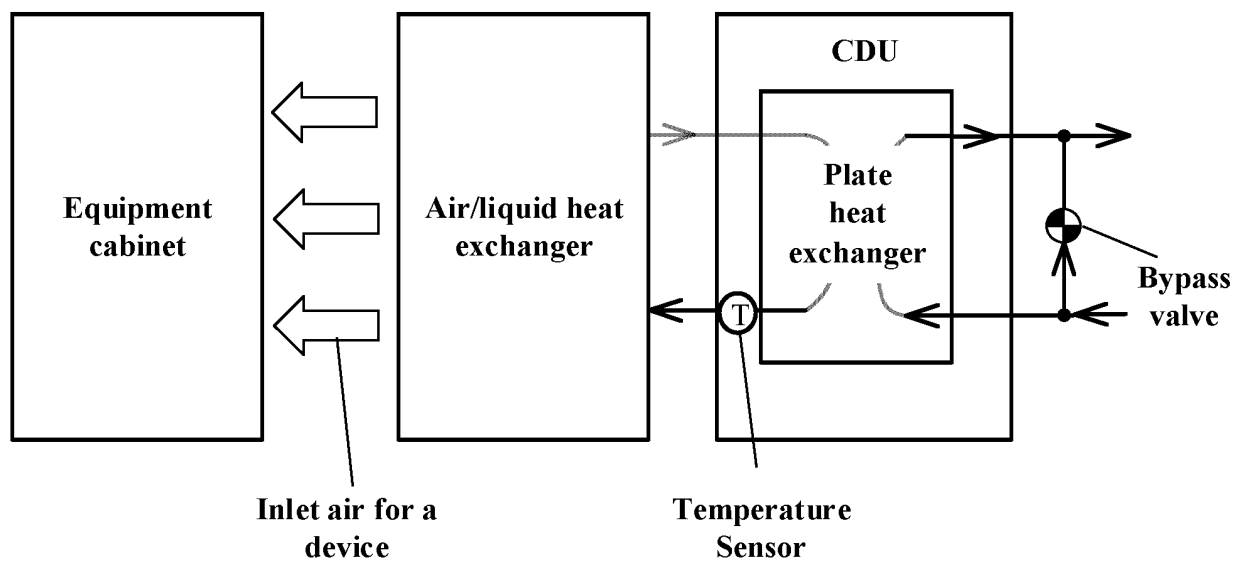 CDU
Equipment
cabinet
Air/liquid heat
exchanger
Plate
heat
exchanger
T
Bypass
valve
Inlet air for a
device
Temperature
Sensor